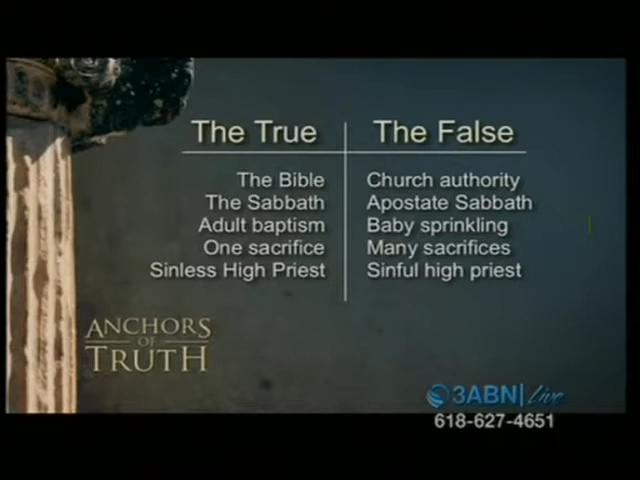 The True The False
The Bible Church authority
The Sabbath Apostate Sabbath
Adult baptism Baby sprinkling
One sacrifice Many sacrifices
Sinless High Priest Sinful high priest
ANCHORS
OF
TRUTH
3ABN Live
618-627-4651